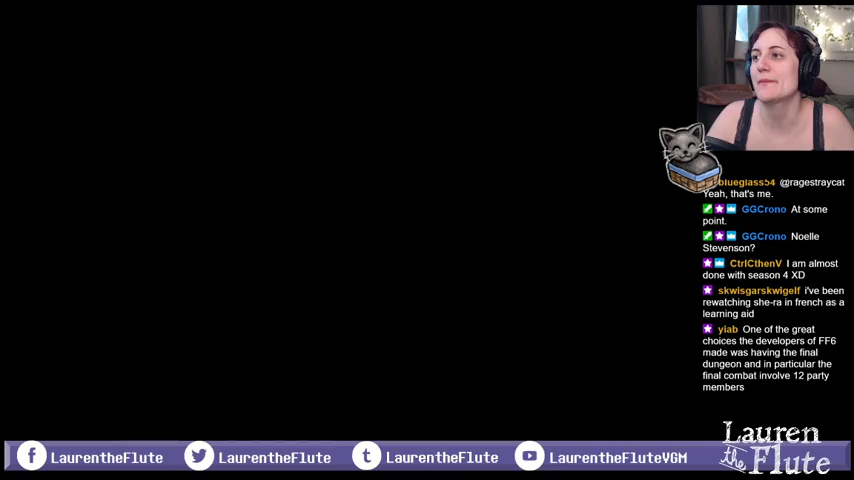 blueglass54 @ragestraycat
Yeah, that's me.
GGCrono At some
point.
GGCrono Noelle
Stevenson?
CtrlCthenV I am almost
done with season 4 XD
skwisgarskwigelf i've been
rewatching she-ra in french as a
learning aid
yiab One of the great
choices the developers of FF6
made was having the final
dungeon and in particular the
final combat involve 12 party
members
LaurentheFlute
LaurentheFlute
LaurentheFlute
LaurentheFluteVGM
Lauren
the Flute